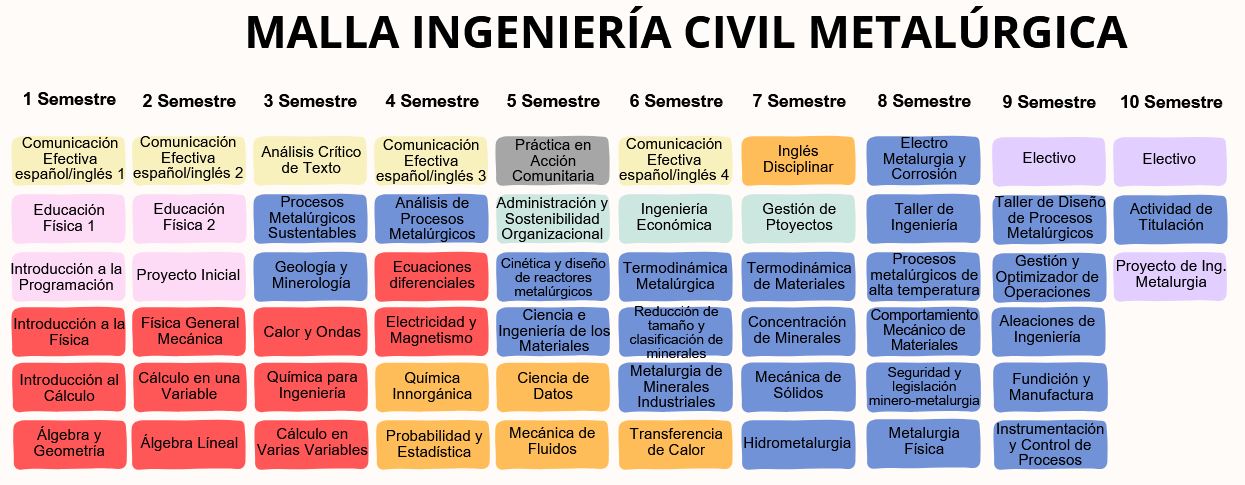 MALLA INGENIERÍA CIVIL METALÚRGICA
1 Semestre
2 Semestre
3 Semestre
4 Semestre
5 Semestre
6 Semestre
7 Semestre
8 Semestre
9 Semestre
10 Semestre
Comunicación
Efectiva
español/inglés 1
Comunicación
Efectiva
español/inglés 2
Análisis Crítico
de Texto
Comunicación
Efectiva
español/inglés 3
Práctica en
Acción
Comunitaria
Comunicación
Efectiva
español/inglés 4
Inglés
Disciplinar
Electro
Metalurgia y
Corrosión
Electivo
Electivo
Educación
Física 1
Educación
Física 2
Procesos
Metalúrgicos
Sustentables
Análisis de
Procesos
Metalúrgicos
Administración y
Sostenibilidad
Organizacional
Ingeniería
Económica
Gestión de
Ptoyectos
Taller de
Ingeniería
Taller de Diseño
de Procesos
Metalúrgicos
Actividad de
Titulación
Introducción a la
Programación
Proyecto Inicial
Geología y
Minerología
Ecuaciones
diferenciales
Cinética y diseño
de reactores
metalúrgicos
Termodinámica
Metalúrgica
Termodinámica
de Materiales
Procesos
metalúrgicos de
alta temperatura
Gestión y
Optimizador de
Operaciones
Proyecto de Ing.
Metalurgia
Introducción a la
Física
Física General
Mecánica
Calor y Ondas
Electricidad y
Magnetismo
Ciencia e
Ingeniería de los
Materiales
Reducción de
tamaño y
clasificación de
minerales
Concentración
de Minerales
Comportamiento
Mecánico de
Materiales
Aleaciones de
Ingeniería
Introducción al
Cálculo
Cálculo en una
Variable
Química para
Ingeniería
Química
Innorgánica
Ciencia de
Datos
Metalurgia de
Minerales
Industriales
Mecánica de
Sólidos
Seguridad y
legislación
minero-metalurgia
Fundición y
Manufactura
Álgebra y
Geometría
Álgebra Líneal
Cálculo en
Varias Variables
Probabilidad y
Estadística
Mecánica de
Fluidos
Transferencia
de Calor
Hidrometalurgia
Metalurgia
Física
Instrumentación
y Control de
Procesos